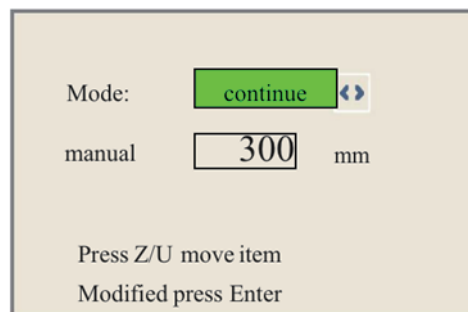 Mode: continue
manual 300 mm
Press Z/U move item
Modified press Enter